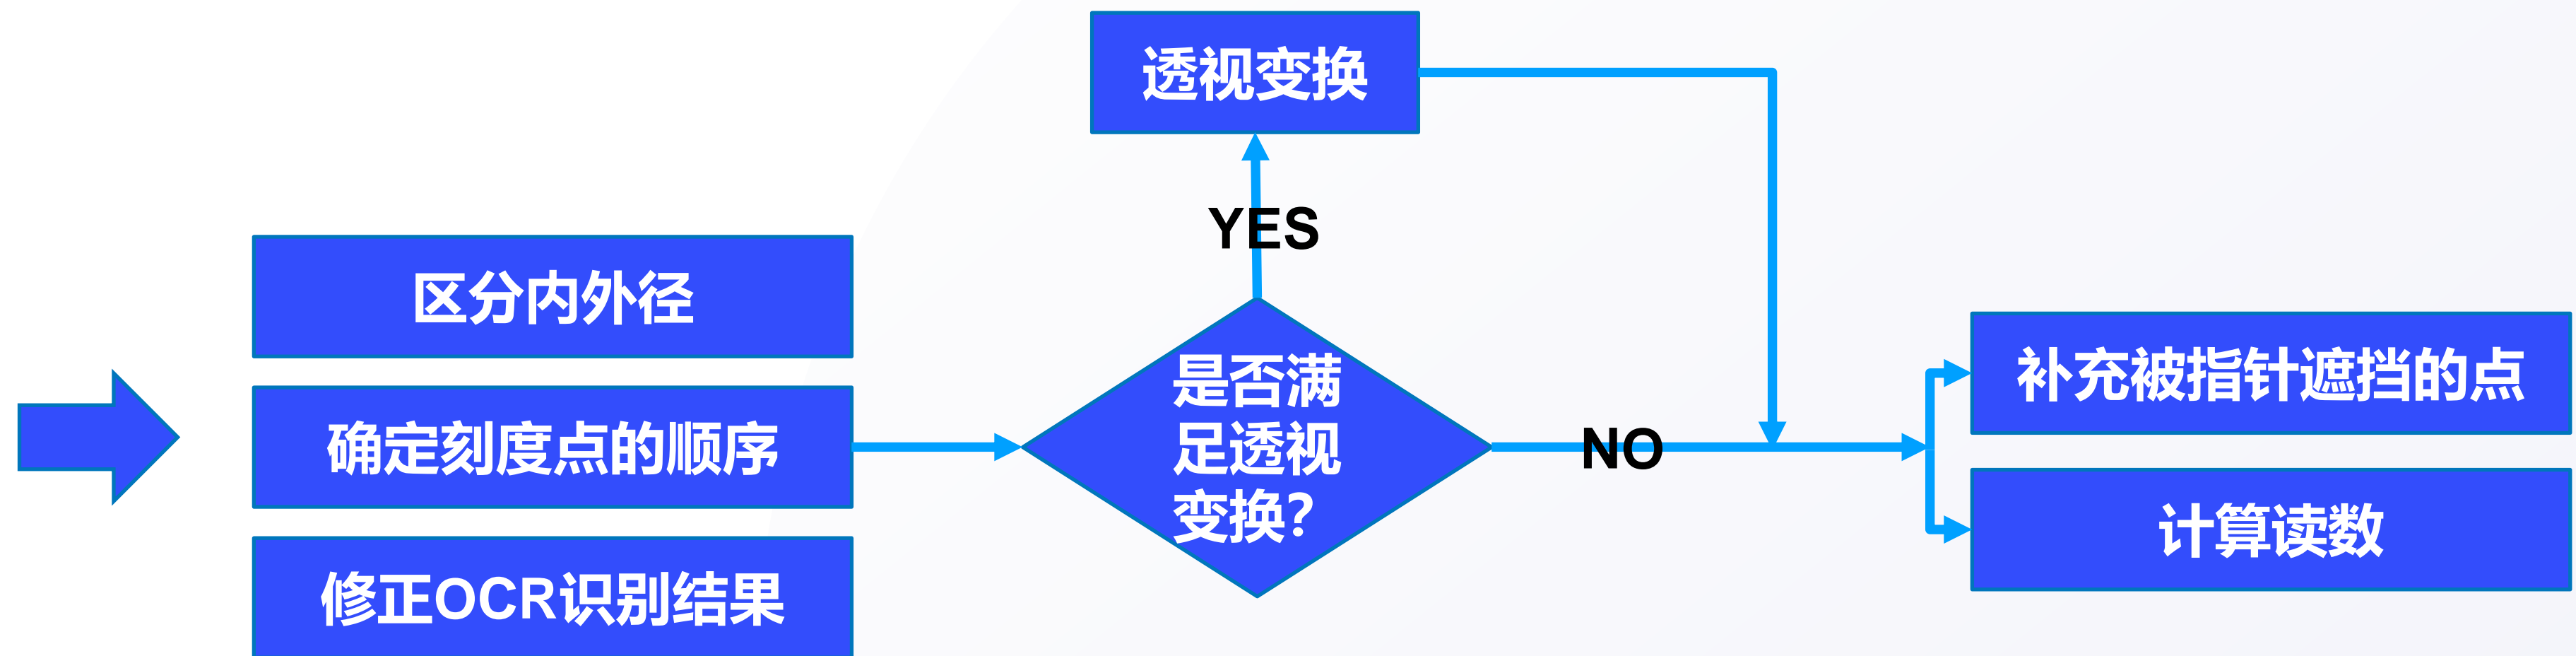 透视变换
YES
区分内外径
确定刻度点的顺序
修正OCR识别结果
是否满
足透视
变换?
NO
补充被指针遮挡的点
计算读数